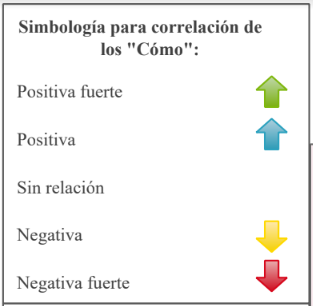 Simbología para correlación de
los "Cómo":
Positiva fuerte
Positiva
Sin relación
Negativa
Negativa fuerte